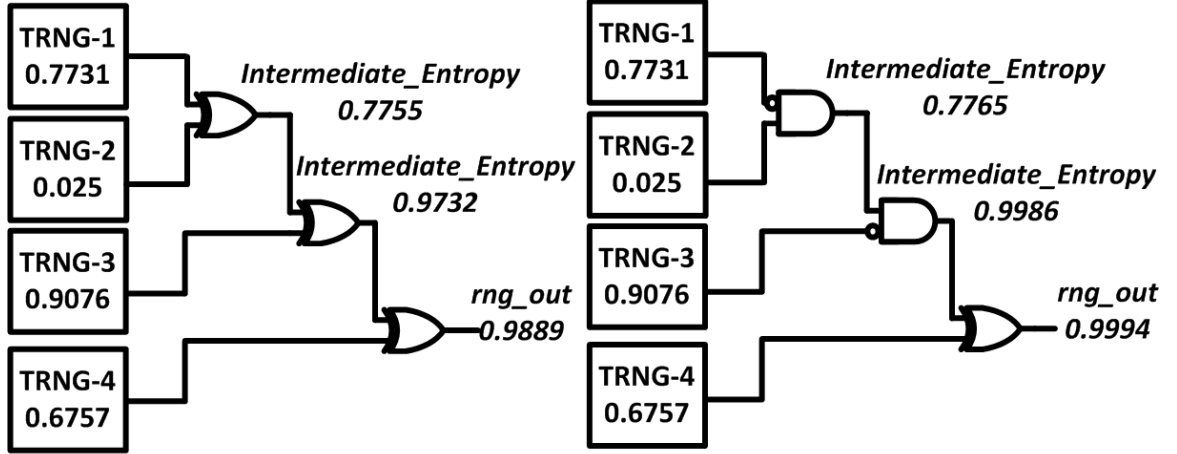 TRNG-1
0.7731
TRNG-2
0.025
TRNG-3
0.9076
TRNG-4
0.6757
Intermediate_Entropy
0.7755
Intermediate_Entropy
0.9732
rng_out
0.9889
TRNG-1
0.7731
TRNG-2
0.025
TRNG-3
0.9076
TRNG-4
0.6757
Intermediate_Entropy
0.7765
Intermediate_Entropy
0.9986
rng_out
0.9994